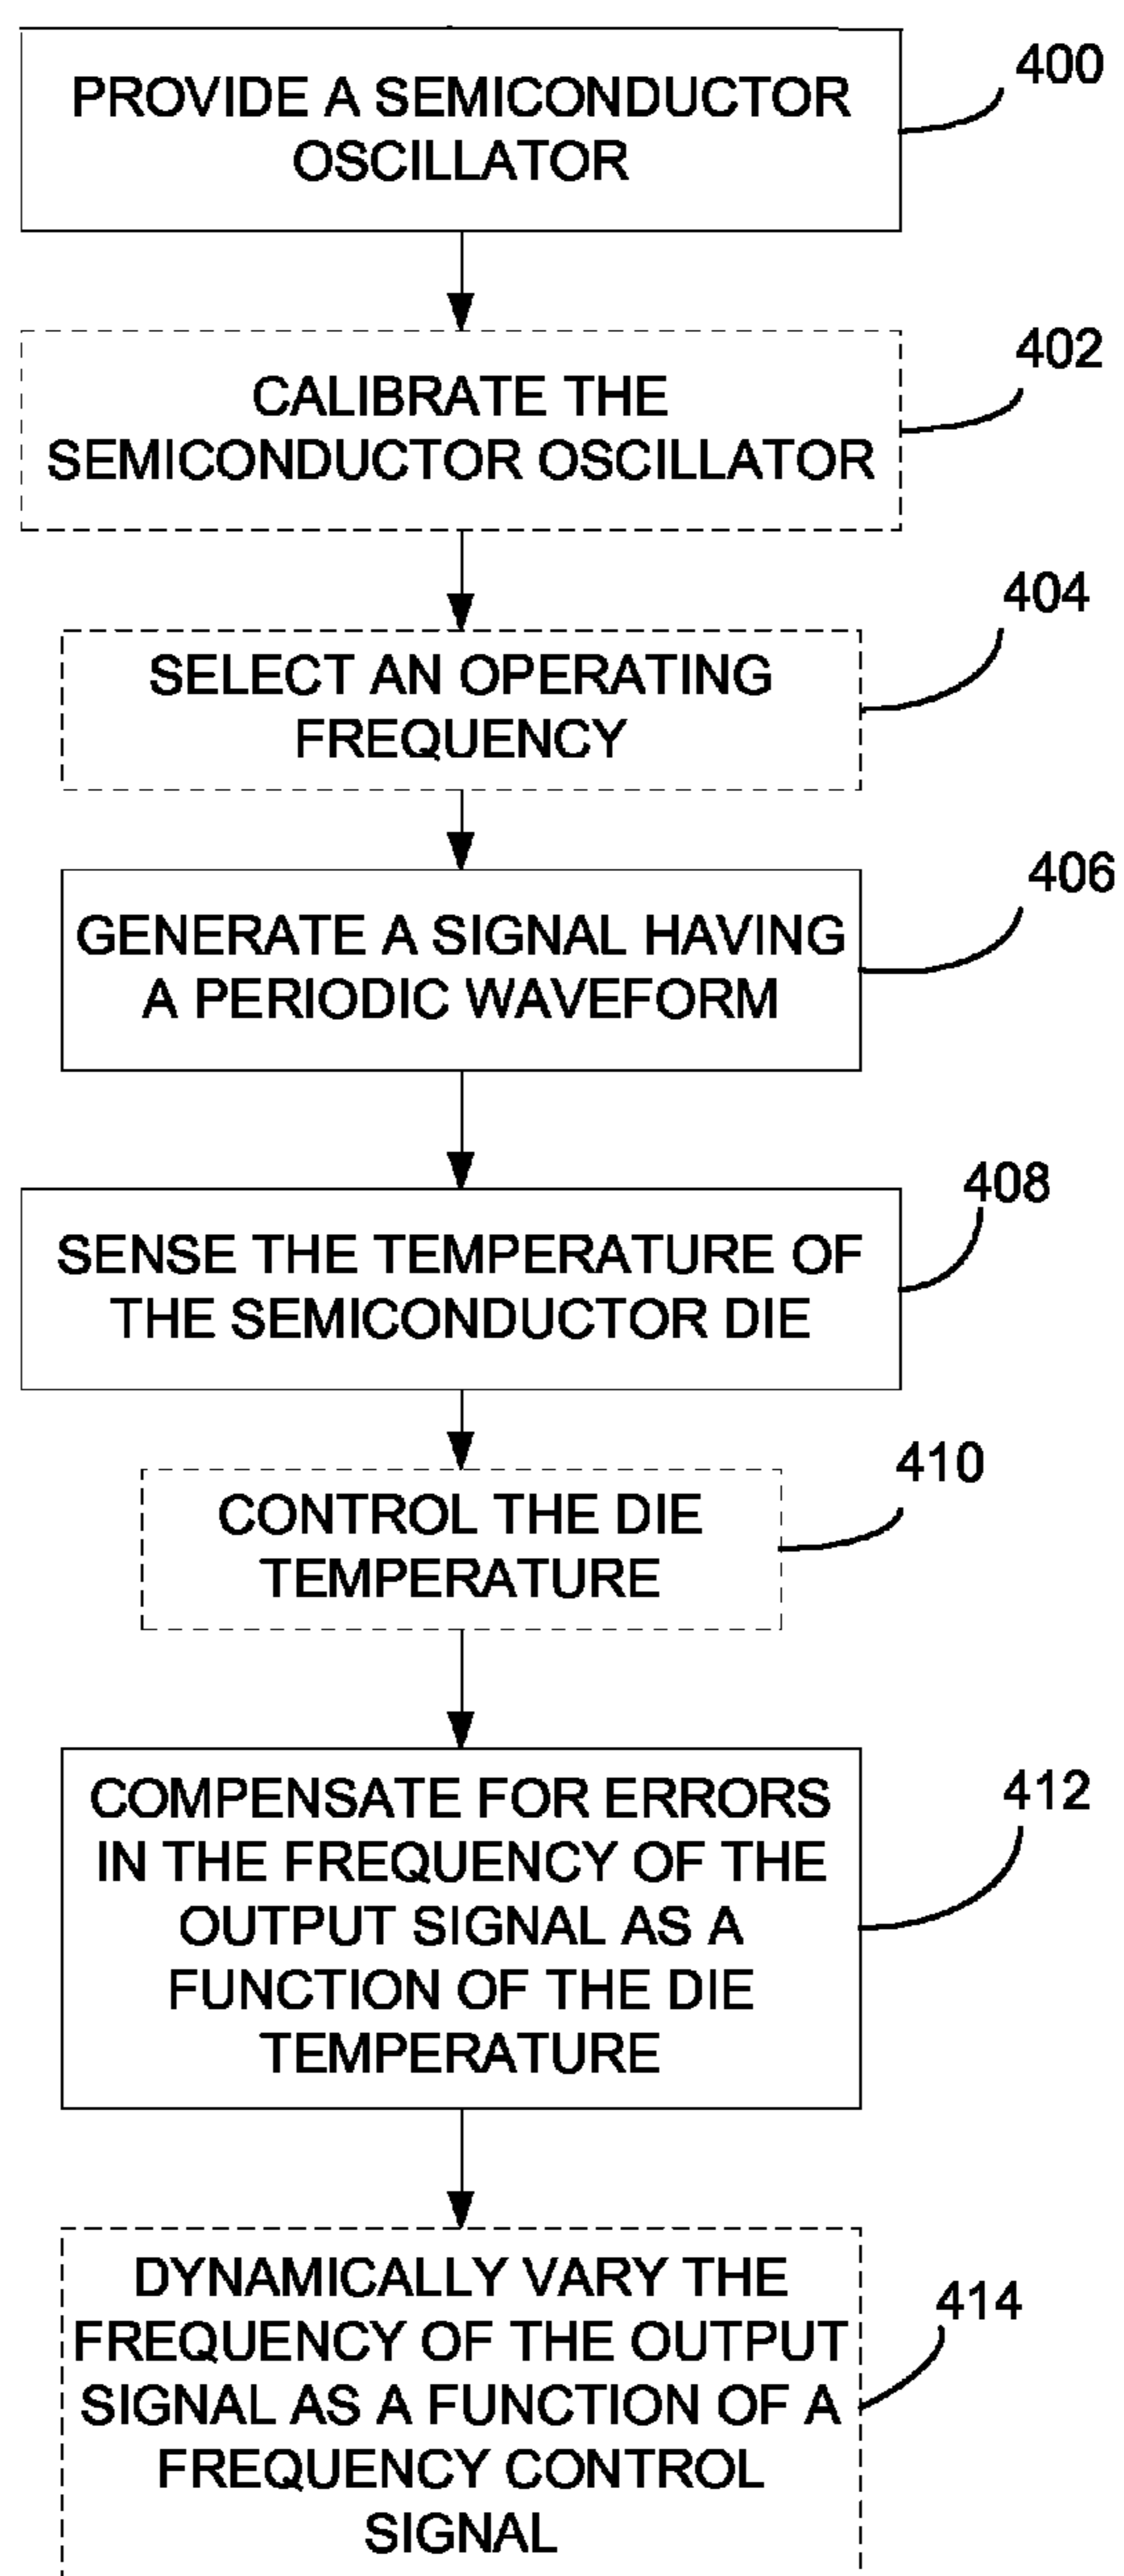 PROVIDE A SEMICONDUCTOR
OSCILLATOR
400
CALIBRATE THE
SEMICONDUCTOR OSCILLATOR
402
SELECT AN OPERATING
FREQUENCY
404
GENERATE A SIGNAL HAVING
A PERIODIC WAVEFORM
406
SENSE THE TEMPERATURE OF
THE SEMICONDUCTOR DIE
408
CONTROL THE DIE
TEMPERATURE
410
COMPENSATE FOR ERRORS
IN THE FREQUENCY OF THE
OUTPUT SIGNAL AS A
FUNCTION OF THE DIE
TEMPERATURE
412
DYNAMICALLY VARY THE
FREQUENCY OF THE OUTPUT
SIGNAL AS A FUNCTION OF A
FREQUENCY CONTROL
SIGNAL
414